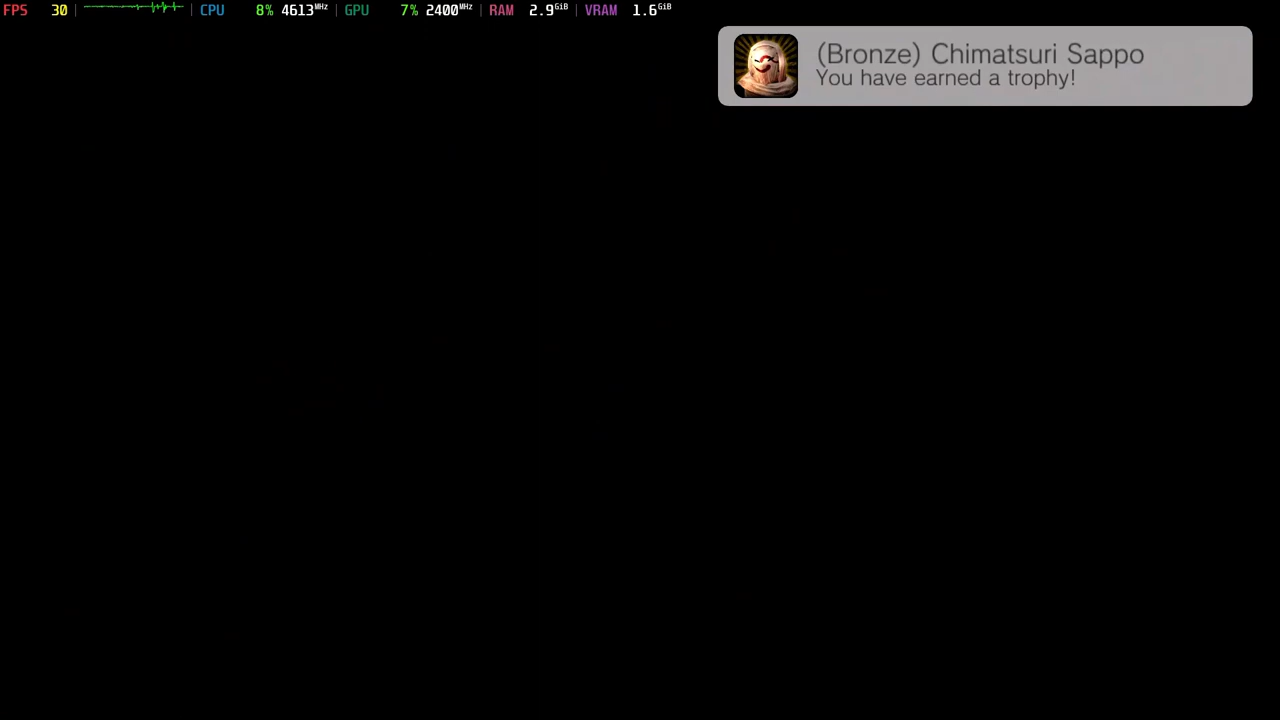 FPS 30 | CPU 8% 4613MHz | GPU 7% 2400MHz | RAM 2.9GiB | VRAM 1.6GiB
(Bronze) Chimatsuri Sappo
You have earned a trophy!